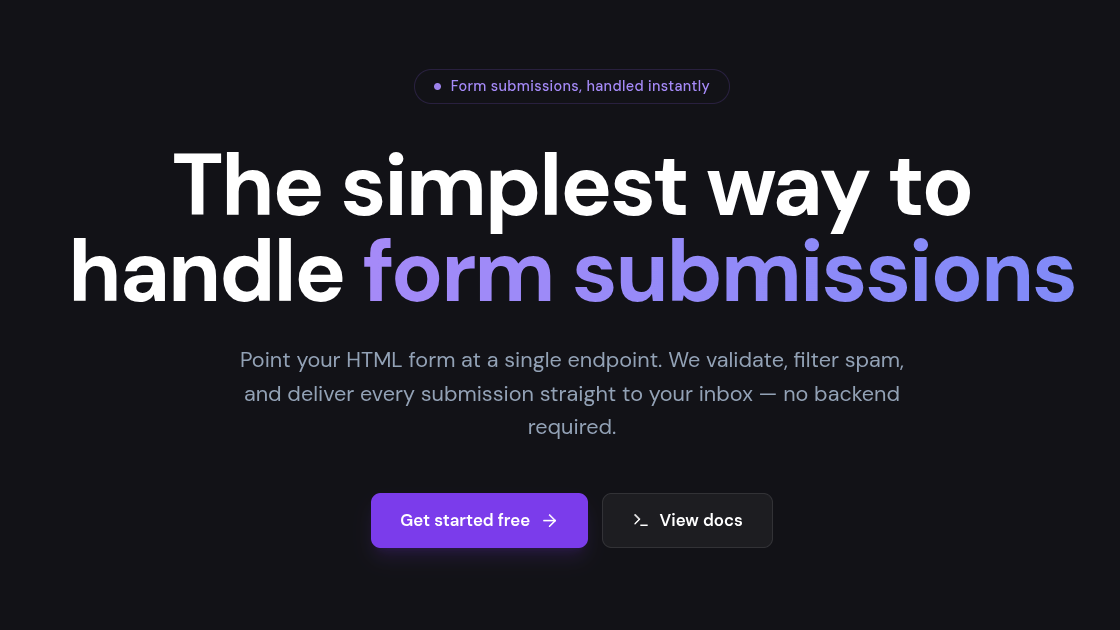 Form submissions, handled instantly
The simplest way to
handle form submissions
Point your HTML form at a single endpoint. We validate, filter spam,
and deliver every submission straight to your inbox — no backend
required.
Get started free
View docs